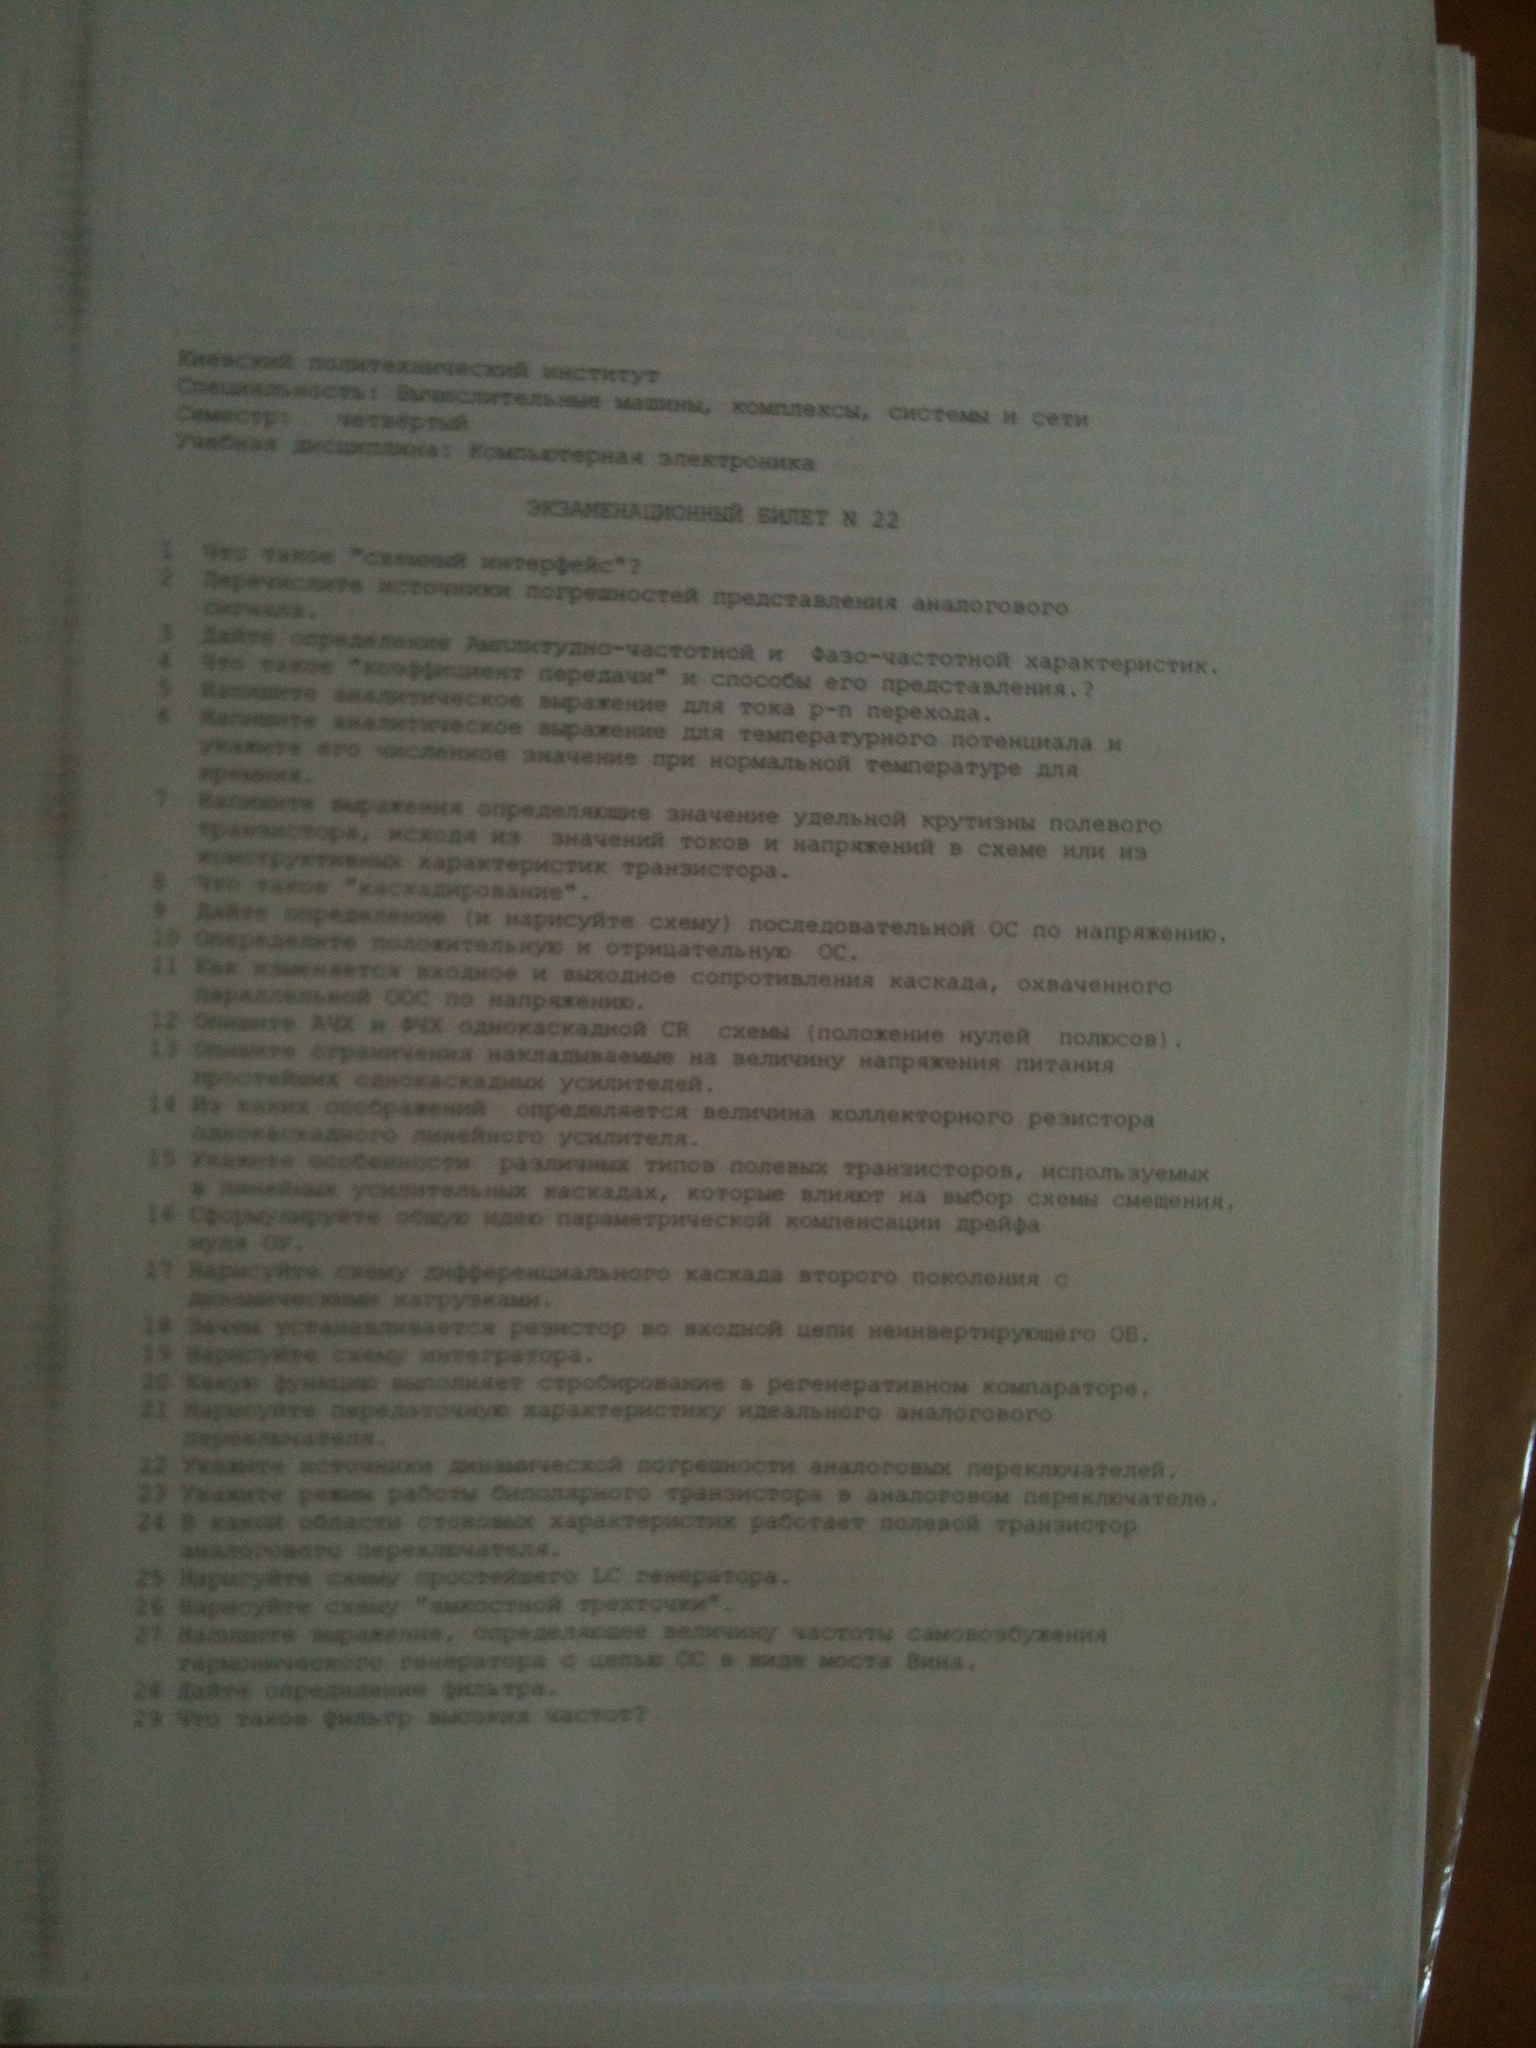 Киевский политехнический институт
Специальность: Вычислительные машины, комплексы, системы и сети
Семестр: четвёртый
Учебная дисциплина: Компьютерная электроника
ЭКЗАМЕНАЦИОННЫЙ БИЛЕТ N 22
1 Что такое "схемный интерфейс"?
2 Перечислите источники погрешностей представления аналогового
сигнала.
3 Дайте определение Амплитудно-частотной и Фазо-частотной характеристик.
4 Что такое "коэффициент передачи" и способы его представления.?
5 Напишите аналитическое выражение для тока p-n перехода.
6 Напишите аналитическое выражение для температурного потенциала и
укажите его численное значение при нормальной температуре для
кремния.
7 Напишите выражения определяющие значение удельной крутизны полевого
транзистора, исходя из значений токов и напряжений в схеме или из
конструктивных характеристик транзистора.
8 Что такое "каскадирование".
9 Дайте определение (и нарисуйте схему) последовательной ОС по напряжению.
10 Определите положительную и отрицательную ОС.
11 Как изменяется входное и выходное сопротивления каскада, охваченного
параллельной ООС по напряжению.
12 Опишите АЧХ и ФЧХ однокаскадной CR схемы (положение нулей полюсов).
13 Опишите ограничения накладываемые на величину напряжения питания
простейших однокаскадных усилителей.
14 Из каких соображений определяется величина коллекторного резистора
однокаскадного линейного усилителя.
15 Укажите особенности различных типов полевых транзисторов, используемых
в линейных усилительных каскадах, которые влияют на выбор схемы смещения.
16 Сформулируйте общую идею параметрической компенсации дрейфа
нуля ОУ.
17 Нарисуйте схему дифференциального каскада второго поколения с
динамическими нагрузками.
18 Зачем устанавливается резистор во входной цепи неинвертирующего ОВ.
19 Нарисуйте схему интегратора.
20 Какую функцию выполняет стробирование в регенеративном компараторе.
21 Нарисуйте передаточную характеристику идеального аналогового
переключателя.
22 Укажите источники динамической погрешности аналоговых переключателей.
23 Укажите режим работы биполярного транзистора в аналоговом переключателе.
24 В какой области стоковых характеристик работает полевой транзистор
аналогового переключателя.
25 Нарисуйте схему простейшего LC генератора.
26 Нарисуйте схему "емкостной трехточки".
27 Напишите выражение, определяющее величину частоты самовозбужения
гармонического генератора с цепью ОС в виде моста Вина.
28 Дайте определение фильтра.
29 Что такое фильтр высоких частот?